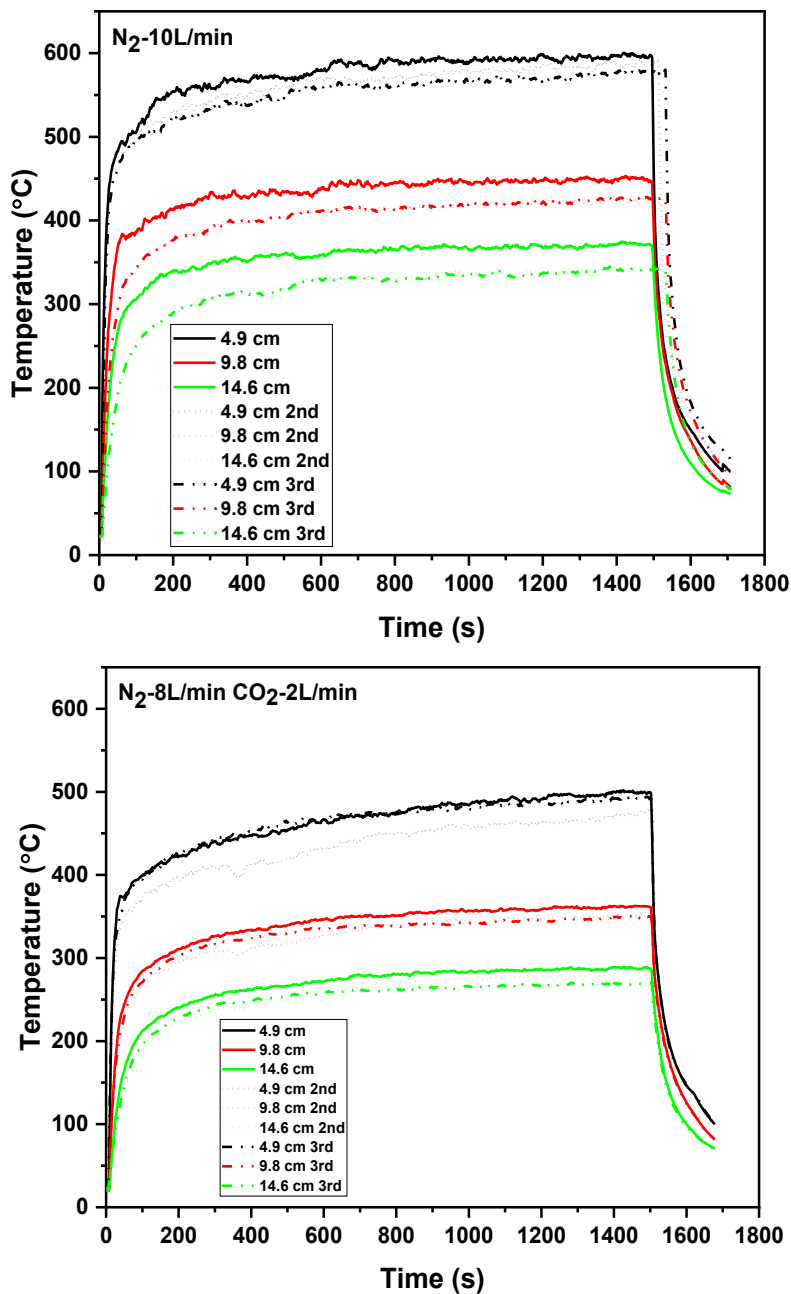 N2-10L/min
600
500
400
300
200
100
0
Temperature (°C)
4.9 cm
9.8 cm
14.6 cm
4.9 cm 2nd
9.8 cm 2nd
14.6 cm 2nd
4.9 cm 3rd
9.8 cm 3rd
14.6 cm 3rd
0 200 400 600 800 1000 1200 1400 1600 1800
Time (s)
N2-8L/min CO2-2L/min
600
500
400
300
200
100
0
Temperature (°C)
4.9 cm
9.8 cm
14.6 cm
4.9 cm 2nd
9.8 cm 2nd
14.6 cm 2nd
4.9 cm 3rd
9.8 cm 3rd
14.6 cm 3rd
0 200 400 600 800 1000 1200 1400 1600 1800
Time (s)